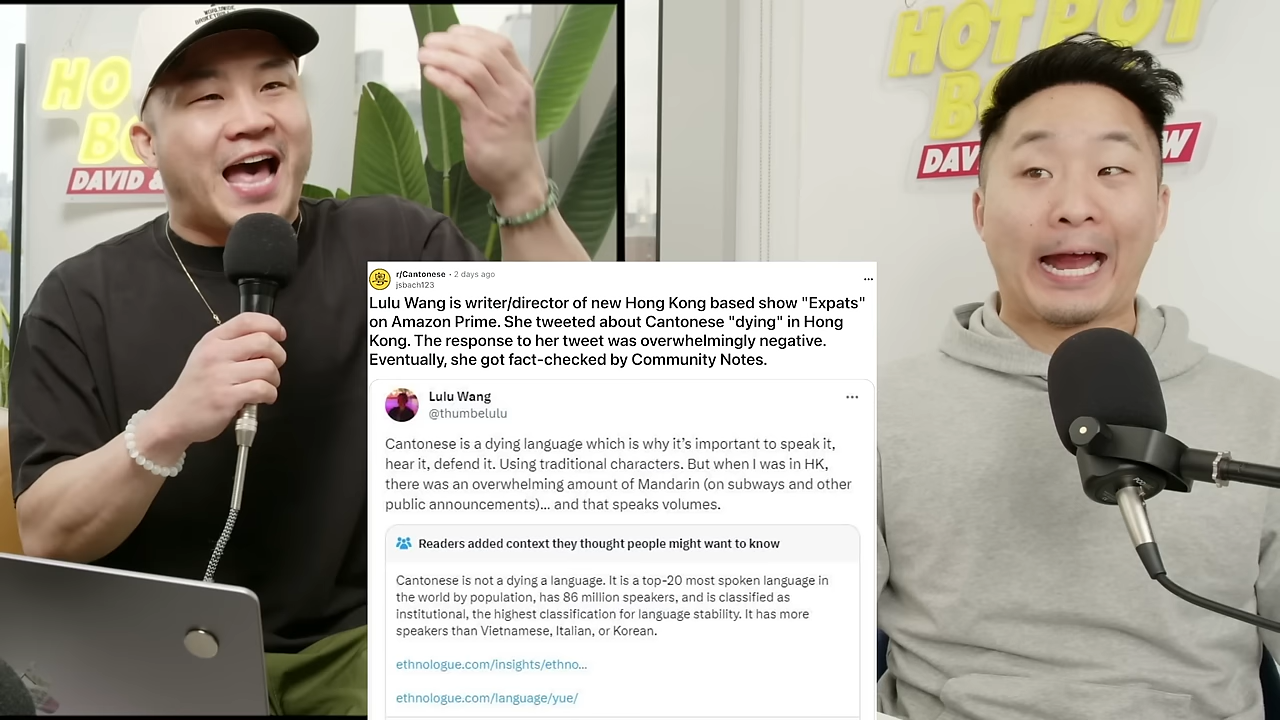 WORLDWIDE
BASKETBALL
HO
BO
DAVID &
HOT POT
B
DAV
W
r/Cantonese · 2 days ago
jsbach123
Lulu Wang is writer/director of new Hong Kong based show "Expats"
on Amazon Prime. She tweeted about Cantonese "dying" in Hong
Kong. The response to her tweet was overwhelmingly negative.
Eventually, she got fact-checked by Community Notes.
Lulu Wang
@thumbelulu
Cantonese is a dying language which is why it's important to speak it,
hear it, defend it. Using traditional characters. But when I was in HK,
there was an overwhelming amount of Mandarin (on subways and other
public announcements)... and that speaks volumes.
Readers added context they thought people might want to know
Cantonese is not a dying a language. It is a top-20 most spoken language in
the world by population, has 86 million speakers, and is classified as
institutional, the highest classification for language stability. It has more
speakers than Vietnamese, Italian, or Korean.
ethnologue.com/insights/ethno...
ethnologue.com/language/yue/